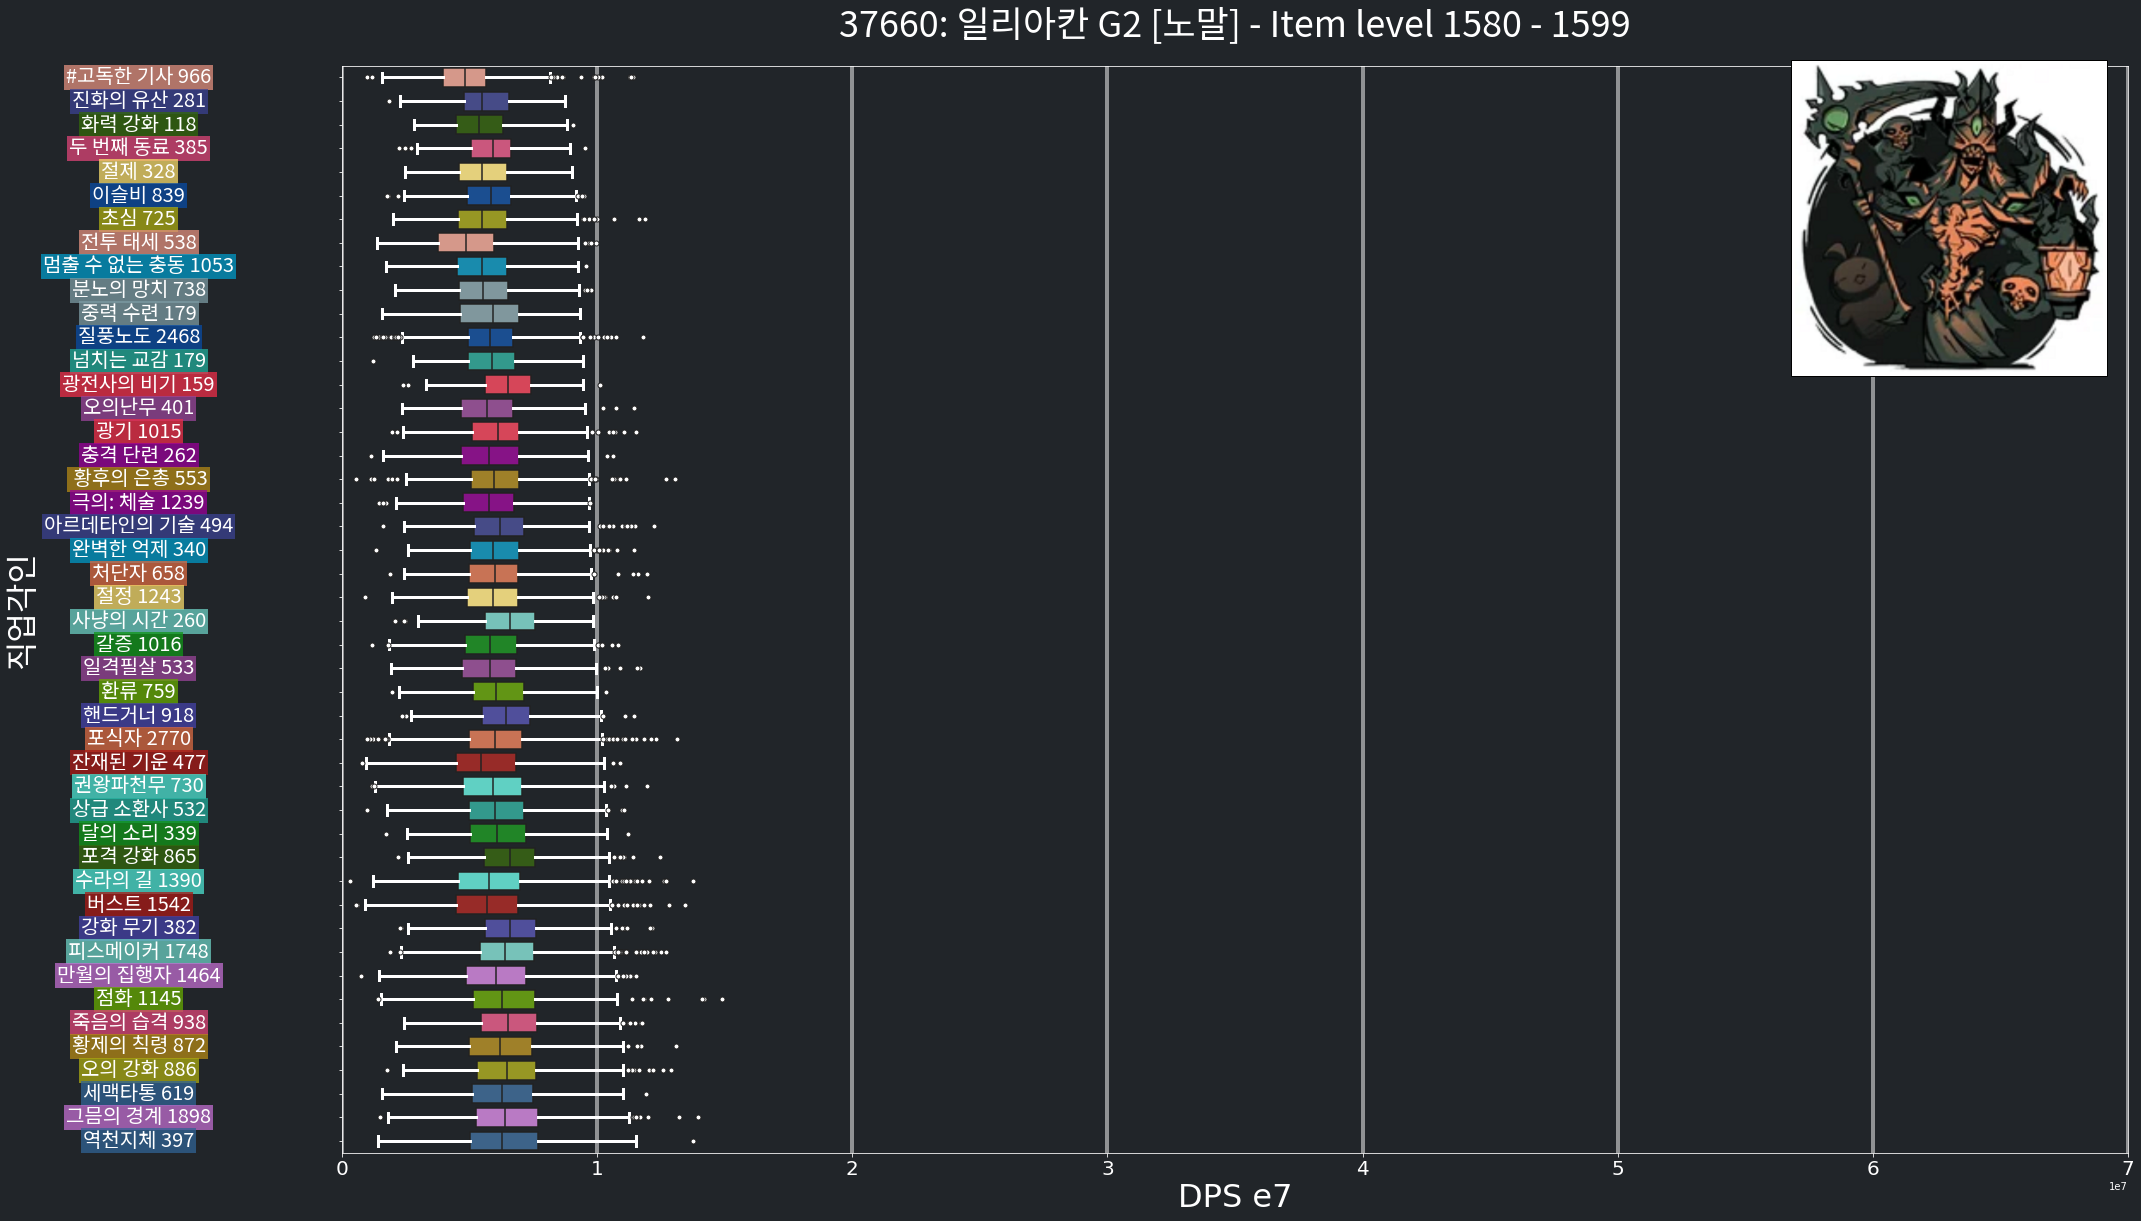 37660: 일리아칸 G2 [노말] - Item level 1580 - 1599
#고독한 기사 966
진화의 유산 281
화력 강화 118
두 번째 동료 385
절제 328
이슬비 839
초심 725
전투 태세 538
멈출 수 없는 충동 1053
분노의 망치 738
중력 수련 179
질풍노도 2468
넘치는 교감 179
광전사의 비기 159
오의난무 401
광기 1015
충격 단련 262
황후의 은총 553
극의: 체술 1239
아르데타인의 기술 494
완벽한 억제 340
처단자 658
절정 1243
사냥의 시간 260
갈증 1016
일격필살 533
환류 759
핸드거너 918
포식자 2770
잔재된 기운 477
권왕파천무 730
상급 소환사 532
달의 소리 339
포격 강화 865
수라의 길 1390
버스트 1542
강화 무기 382
피스메이커 1748
만월의 집행자 1464
점화 1145
죽음의 습격 938
황제의 칙령 872
오의 강화 886
세맥타통 619
그믐의 경계 1898
역천지체 397
직업각인
0 1 2 3 4 5 6 7
1e7
DPS e7